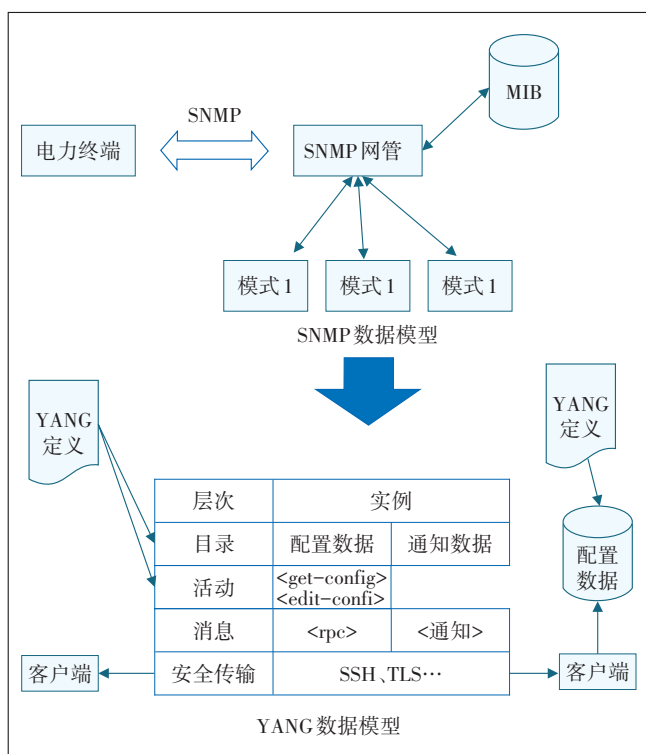 MIB
SNMP
电力终端
SNMP网管
模式1 模式1 模式1
SNMP数据模型
YANG
定义
YANG
定义
层次 实例
目录 配置数据 通知数据
活动 <get-config>
<edit-confi>
消息 <rpc> <通知>
安全传输 SSH、TLS…
配置
数据
客户端
客户端
YANG数据模型